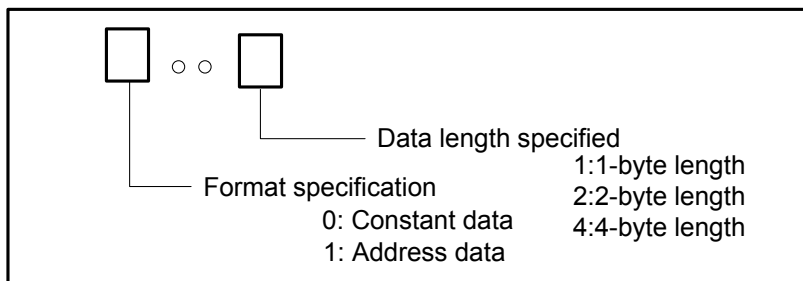 Data length specified
1:1-byte length
2:2-byte length
4:4-byte length
Format specification
0: Constant data
1: Address data